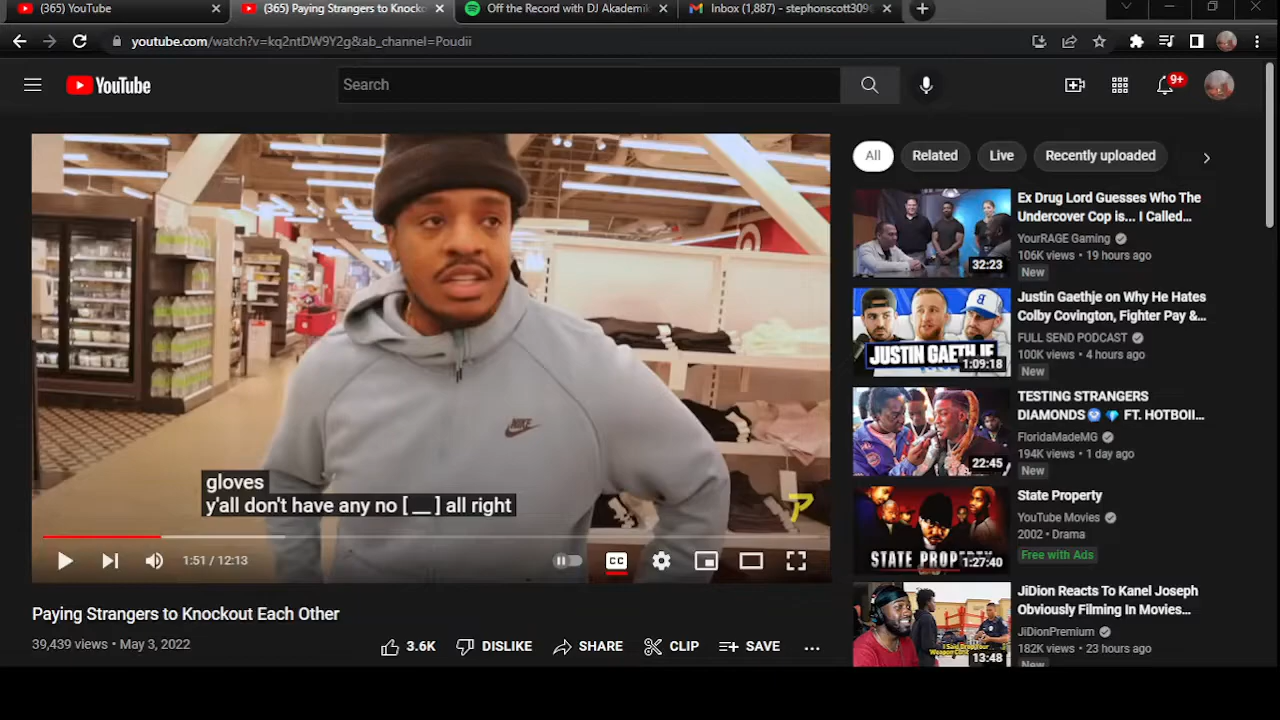 (365) YouTube
(365) Paying Strangers to Knocko
Off the Record with DJ Akademik
Inbox (1,887) - stephonscott309
youtube.com/watch?v=kq2ntDW9Y2g&ab_channel=Poudii
YouTube
Search
9+
All
Related
Live
Recently uploaded
Ex Drug Lord Guesses Who The
Undercover Cop is... I Called...
YourRAGE Gaming
106K views • 19 hours ago
New
32:23
Justin Gaethje on Why He Hates
Colby Covington, Fighter Pay &...
FULL SEND PODCAST
100K views • 4 hours ago
New
JUSTIN GAETHJE
1:09:18
TESTING STRANGERS
DIAMONDS🥶 💎 FT. HOTBOII...
FloridaMadeMG
194K views • 1 day ago
New
22:45
State Property
YouTube Movies
2002 • Drama
Free with Ads
STATE PROPERTY
1:27:40
JiDion Reacts To Kanel Joseph
Obviously Filming In Movies...
JiDionPremium
182K views • 23 hours ago
New
13:48
NIKE
gloves
y'all don't have any no [ __ ] all right
ア
1:51 / 12:13
CC
Paying Strangers to Knockout Each Other
39,439 views • May 3, 2022
3.6K
DISLIKE
SHARE
CLIP
SAVE